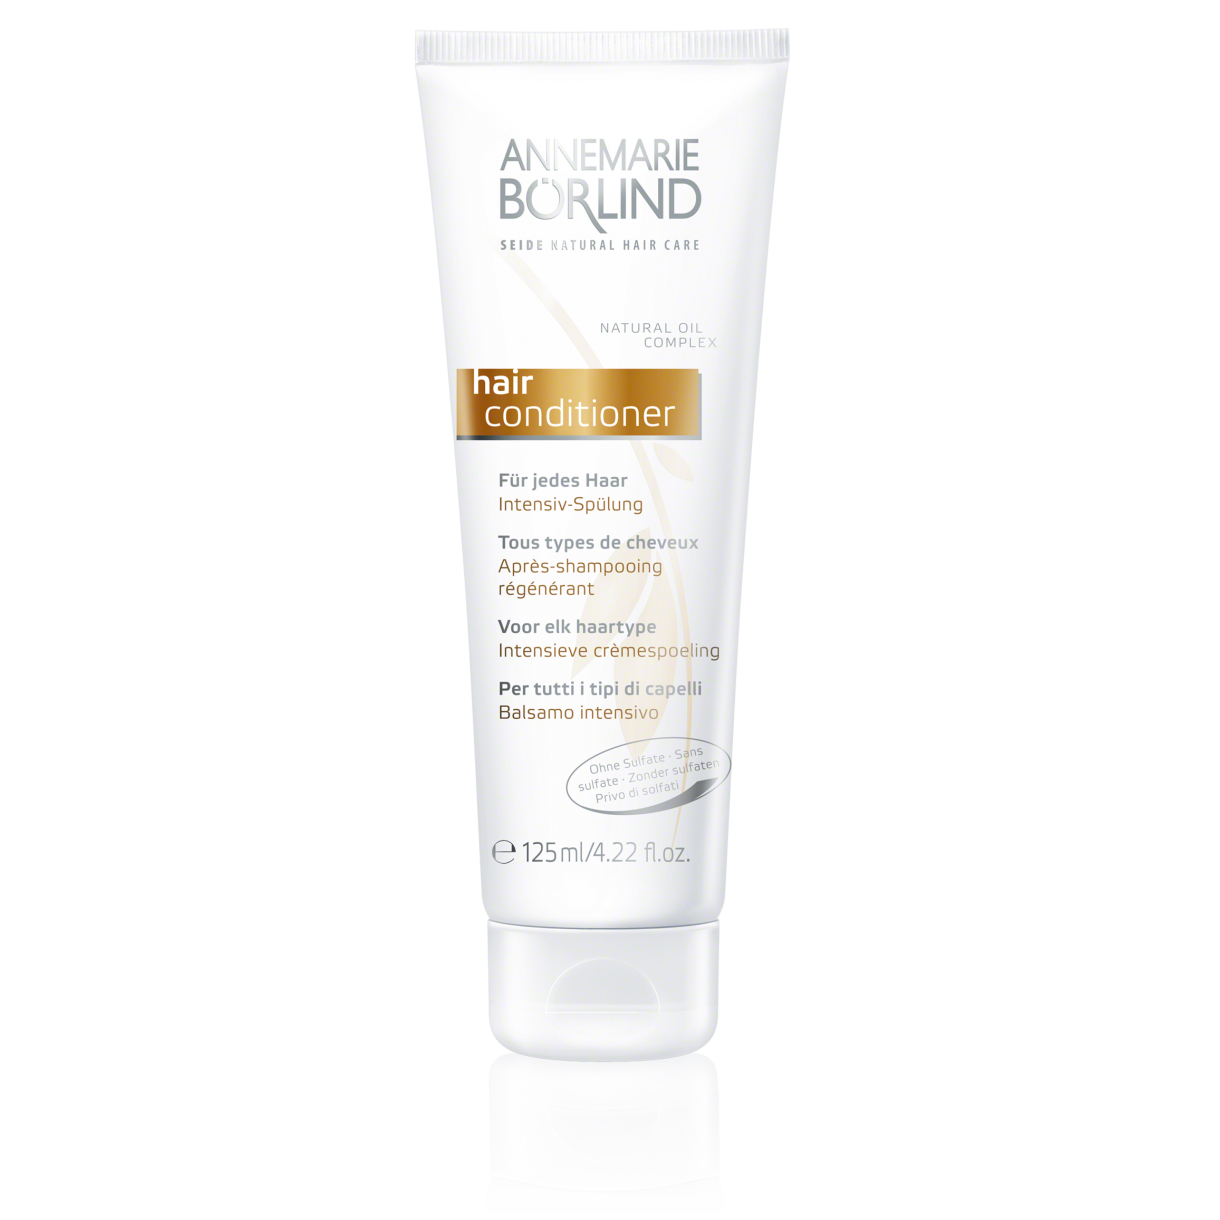 ANNEMARIE
BÖRLIND
SEIDE NATURAL HAIR CARE
NATURAL OIL
COMPLEX
hair
conditioner
Für jedes Haar
Intensiv-Spülung
Tous types de cheveux
Après-shampooing
régénérant
Voor elk haartype
Intensieve crèmespoeling
Per tutti i tipi di capelli
Balsamo intensivo
Ohne Sulfate · Sans
sulfate · Zonder sulfaten
Privo di solfati
℮ 125 ml/4.22 fl.oz.